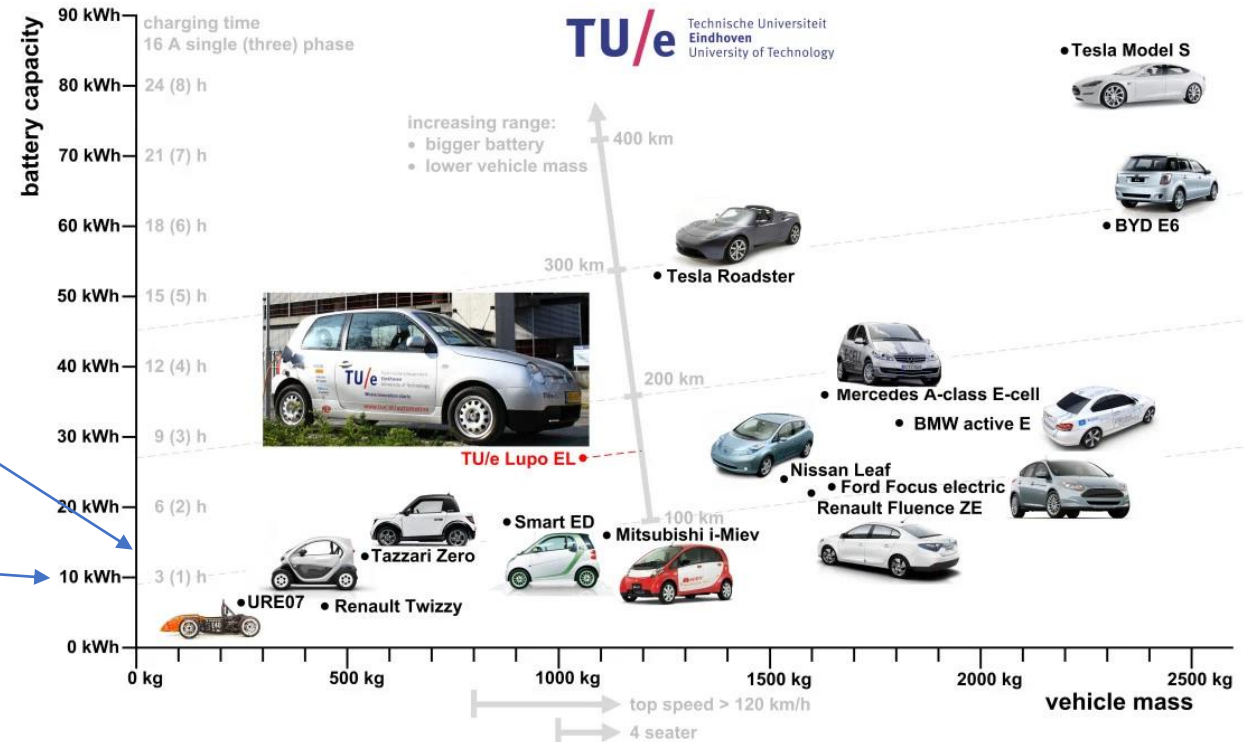 battery capacity
90 kWh
80 kWh
70 kWh
60 kWh
50 kWh
40 kWh
30 kWh
20 kWh
10 kWh
0 kWh
charging time
16 A single (three) phase
24 (8) h
21 (7) h
18 (6) h
15 (5) h
12 (4) h
9 (3) h
6 (2) h
3 (1) h
TU/e Technische Universiteit
Eindhoven
University of Technology
increasing range:
• bigger battery
• lower vehicle mass
400 km
300 km
200 km
100 km
Tesla Model S
BYD E6
Tesla Roadster
Mercedes A-class E-cell
BMW active E
Nissan Leaf
Ford Focus electric
Renault Fluence ZE
TU/e
TU/e Lupo EL
Smart ED
Mitsubishi i-Miev
Tazzari Zero
URE07
Renault Twizzy
0 kg
500 kg
1000 kg
1500 kg
2000 kg
2500 kg
vehicle mass
top speed > 120 km/h
4 seater